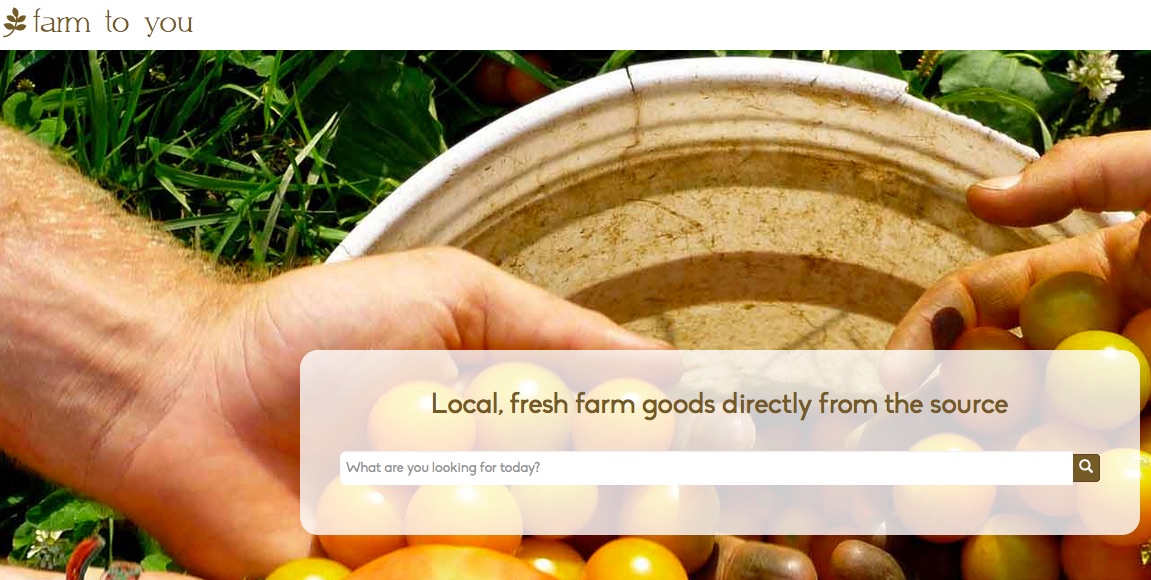 farm to you
Local, fresh farm goods directly from the source
What are you looking for today?